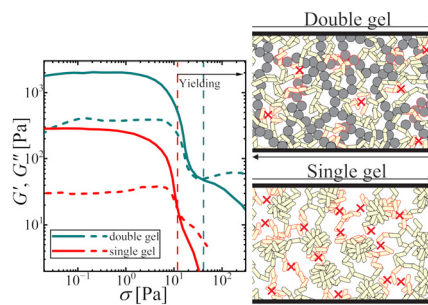 Double gel
Yielding
10³
10²
10¹
G′, G″ [Pa]
double gel
single gel
10⁻¹ 10⁰ 10¹ 10²
σ [Pa]
Single gel